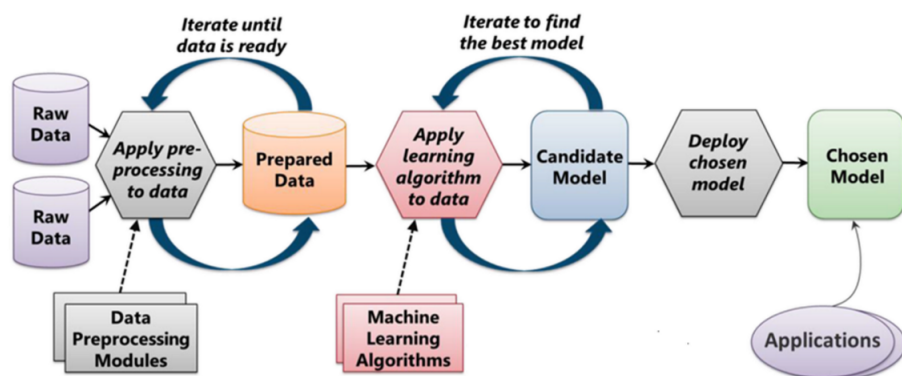 Iterate until
data is ready
Iterate to find
the best model
Raw
Data
Raw
Data
Apply pre-
processing
to data
Prepared
Data
Apply
learning
algorithm
to data
Candidate
Model
Deploy
chosen
model
Chosen
Model
Data
Preprocessing
Modules
Machine
Learning
Algorithms
Applications